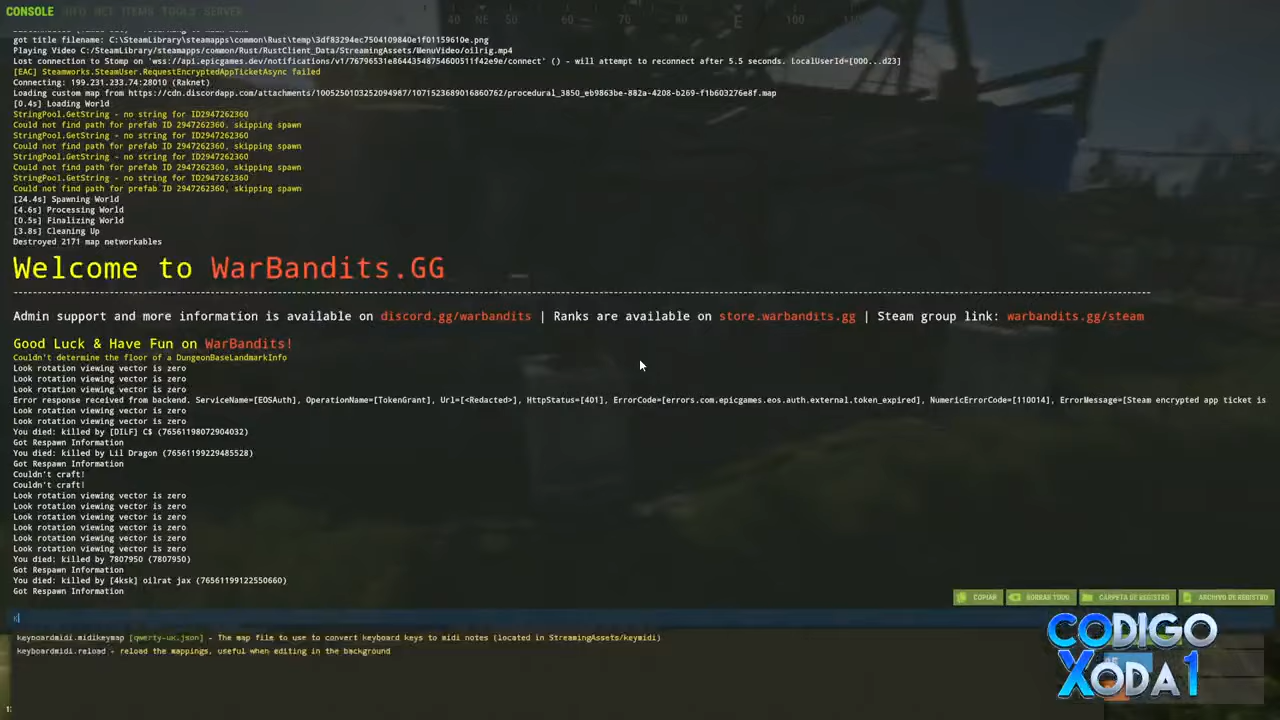 CONSOLE INFO NET ITEMS TOOLS SERVER
40 NE 50 60 70 80 E 100 110
got title filename: C:\SteamLibrary\steamapps\common\Rust\temp\3df83294ec7504109840e1f01159610e.png
Playing Video C:/SteamLibrary/steamapps/common/Rust/RustClient_Data/StreamingAssets/MenuVideo/oilrig.mp4
Lost connection to Stomp on 'wss://api.epicgames.dev/notifications/v1/76796531e86443548754600511f42e9e/connect' () - will attempt to reconnect after 5.5 seconds. LocalUserId=[000...d23]
[EAC] Steamworks.SteamUser.RequestEncryptedAppTicketAsync failed
Connecting: 199.231.233.74:28010 (Raknet)
Loading custom map from https://cdn.discordapp.com/attachments/1005250103252094987/1071523689016860762/procedural_3850_eb9863be-882a-4208-b269-f1b603276e8f.map
[0.4s] Loading World
StringPool.GetString - no string for ID2947262360
Could not find path for prefab ID 2947262360, skipping spawn
StringPool.GetString - no string for ID2947262360
Could not find path for prefab ID 2947262360, skipping spawn
StringPool.GetString - no string for ID2947262360
Could not find path for prefab ID 2947262360, skipping spawn
StringPool.GetString - no string for ID2947262360
Could not find path for prefab ID 2947262360, skipping spawn
[24.4s] Spawning World
[4.6s] Processing World
[0.5s] Finalizing World
[3.8s] Cleaning Up
Destroyed 2171 map networkables
Welcome to WarBandits.GG
Admin support and more information is available on discord.gg/warbandits | Ranks are available on store.warbandits.gg | Steam group link: warbandits.gg/steam
Good Luck & Have Fun on WarBandits!
Couldn't determine the floor of a DungeonBaseLandmarkInfo
Look rotation viewing vector is zero
Look rotation viewing vector is zero
Look rotation viewing vector is zero
Error response received from backend. ServiceName=[EOSAuth], OperationName=[TokenGrant], Url=[<Redacted>], HttpStatus=[401], ErrorCode=[errors.com.epicgames.eos.auth.external.token_expired], NumericErrorCode=[110014], ErrorMessage=[Steam encrypted app ticket is
Look rotation viewing vector is zero
Look rotation viewing vector is zero
You died: killed by [DILF] C$ (76561198072904032)
Got Respawn Information
You died: killed by Lil Dragon (76561199229485528)
Got Respawn Information
Couldn't craft!
Couldn't craft!
Look rotation viewing vector is zero
Look rotation viewing vector is zero
Look rotation viewing vector is zero
Look rotation viewing vector is zero
Look rotation viewing vector is zero
Look rotation viewing vector is zero
You died: killed by 7807950 (7807950)
Got Respawn Information
You died: killed by [4ksk] oilrat jax (76561199122550660)
Got Respawn Information
COPIAR BORRAR TODO CARPETA DE REGISTRO ARCHIVO DE REGISTRO
k
keyboardmidi.midikeymap [qwerty-uk.json] - The map file to use to convert keyboard keys to midi notes (located in StreamingAssets/keymidi)
keyboardmidi.reload - reload the mappings, useful when editing in the background
CODIGO
XODA1